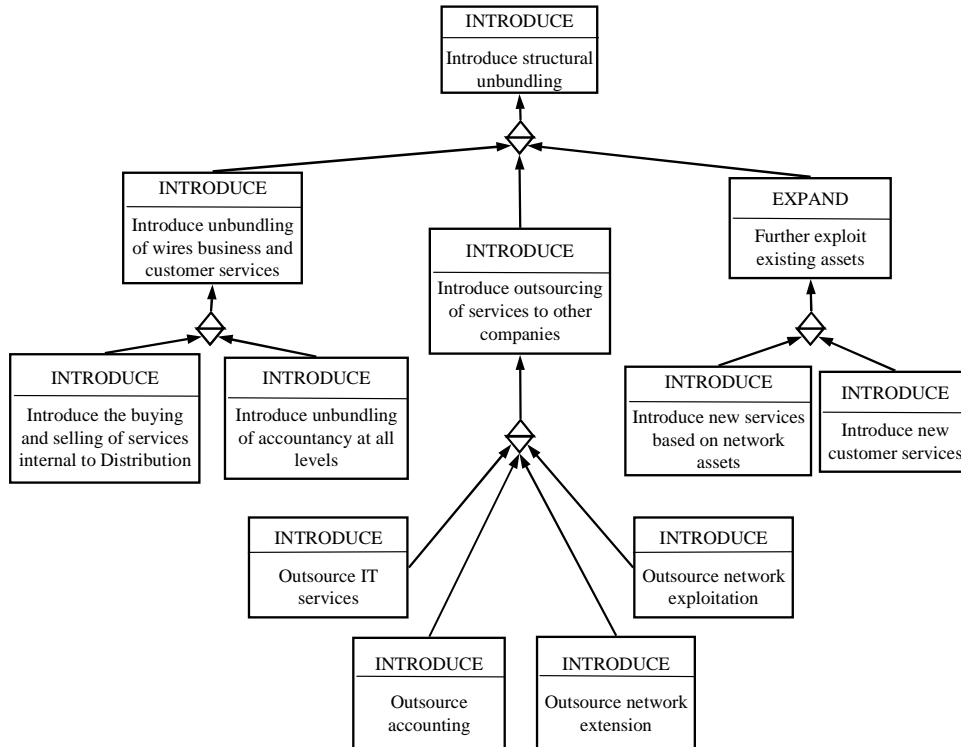 INTRODUCE
Introduce structural
unbundling
INTRODUCE
Introduce unbundling
of wires business and
customer services
INTRODUCE
Introduce outsourcing
of services to other
companies
EXPAND
Further exploit
existing assets
INTRODUCE
Introduce the buying
and selling of services
internal to Distribution
INTRODUCE
Introduce unbundling
of accountancy at all
levels
INTRODUCE
Introduce new services
based on network
assets
INTRODUCE
Introduce new
customer services
INTRODUCE
Outsource IT
services
INTRODUCE
Outsource network
exploitation
INTRODUCE
Outsource
accounting
INTRODUCE
Outsource network
extension